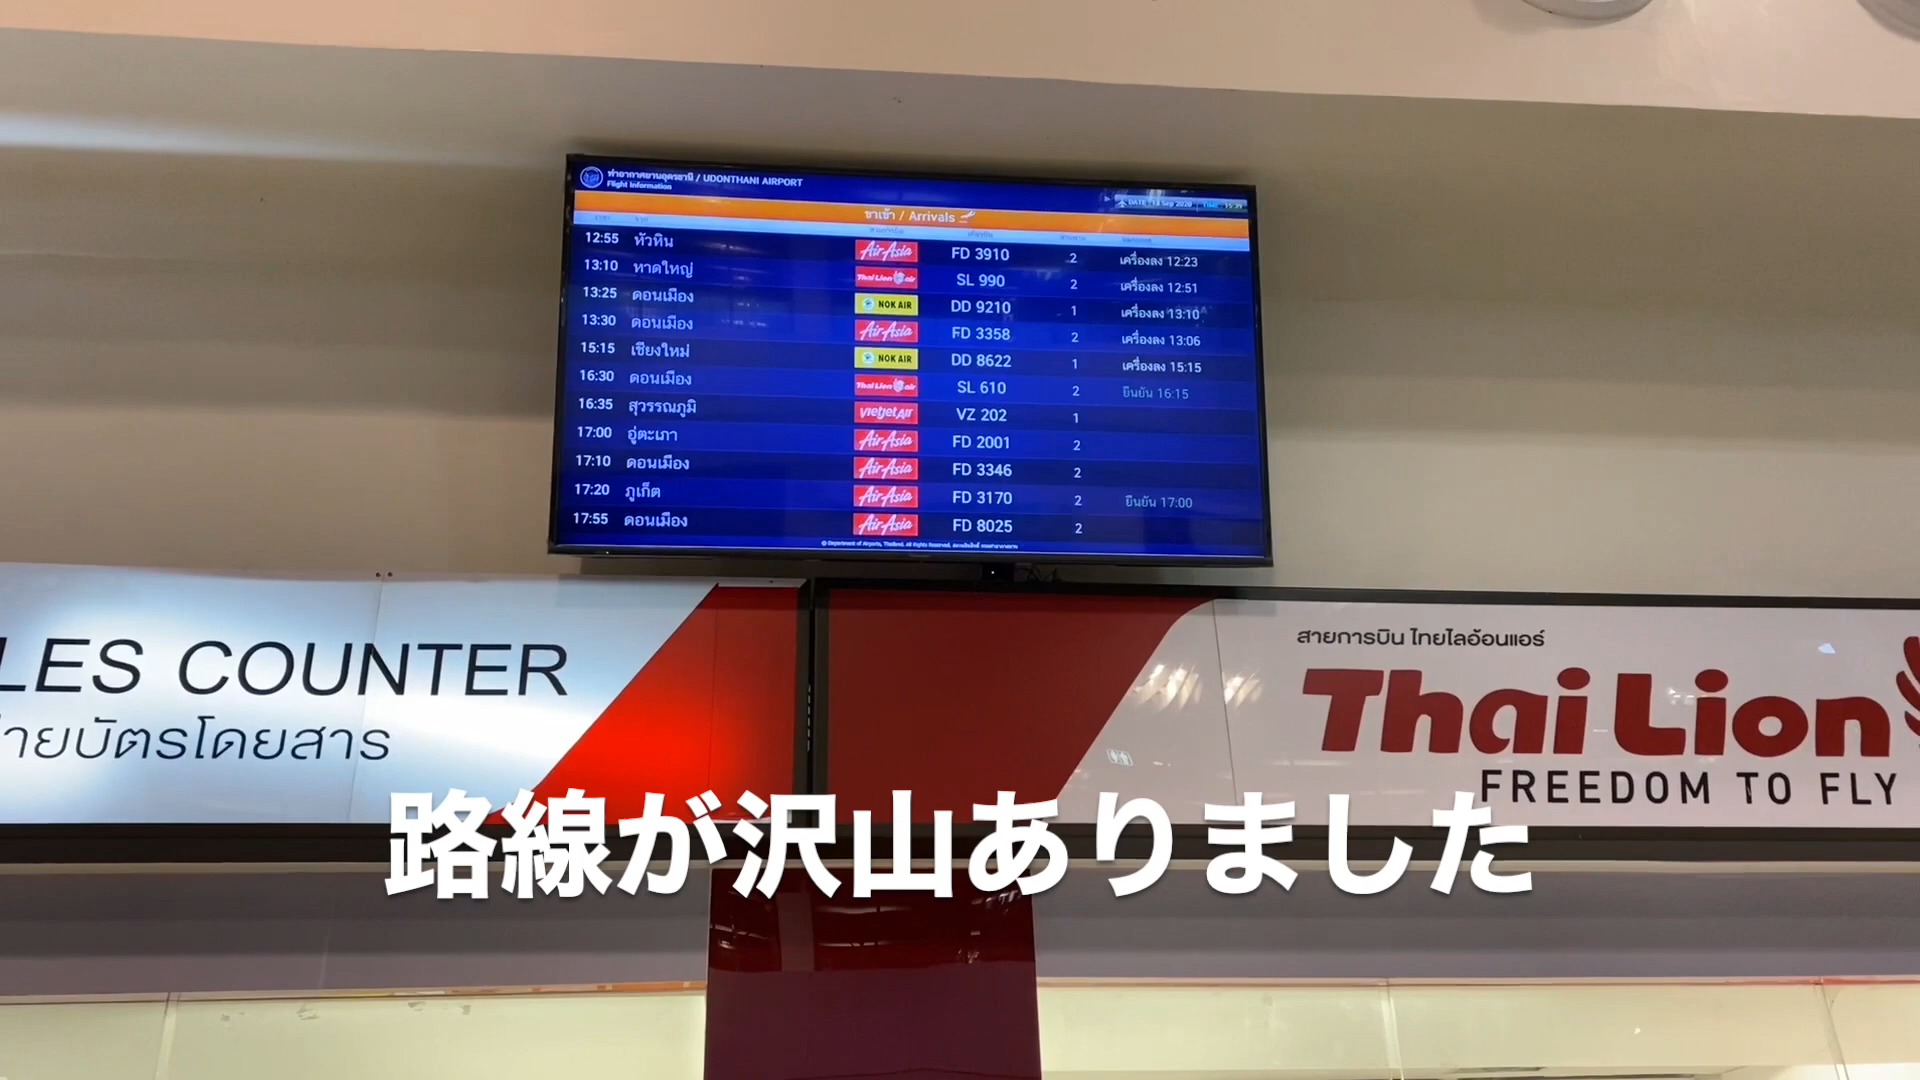 ท่าอากาศยานอุดรธานี / UDONTHANI AIRPORT
Flight Information
DATE Sep 2020
ขาเข้า / Arrivals
12:55 หัวหิน AirAsia FD 3910 2 เครื่องลง 12:23
13:10 หาดใหญ่ Thai Lion air SL 990 2 เครื่องลง 12:51
13:25 ดอนเมือง NOK AIR DD 9210 1 เครื่องลง 13:10
13:30 ดอนเมือง AirAsia FD 3358 2 เครื่องลง 13:06
15:15 เชียงใหม่ NOK AIR DD 8622 1 เครื่องลง 15:15
16:30 ดอนเมือง Thai Lion air SL 610 2 ยืนยัน 16:15
16:35 สุวรรณภูมิ vietjetAir VZ 202 1
17:00 อู่ตะเภา AirAsia FD 2001 2
17:10 ดอนเมือง AirAsia FD 3346 2
17:20 ภูเก็ต AirAsia FD 3170 2 ยืนยัน 17:00
17:55 ดอนเมือง AirAsia FD 8025 2
© Department of Airports, Thailand. All Rights Reserved.
LES COUNTER
ายบัตรโดยสาร
สายการบิน ไทยไลอ้อนแอร์
Thai Lion
FREEDOM TO FLY
路線が沢山ありました